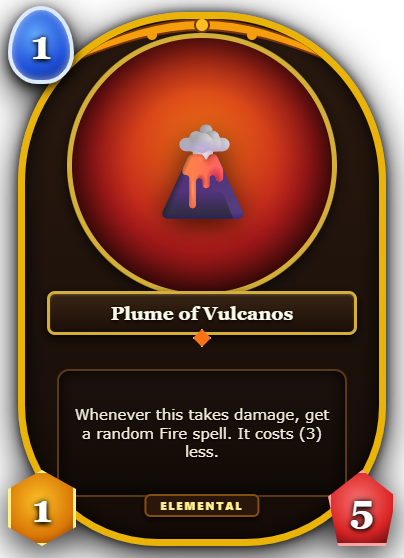 1
Plume of Vulcanos
Whenever this takes damage, get
a random Fire spell. It costs (3)
less.
1
ELEMENTAL
5